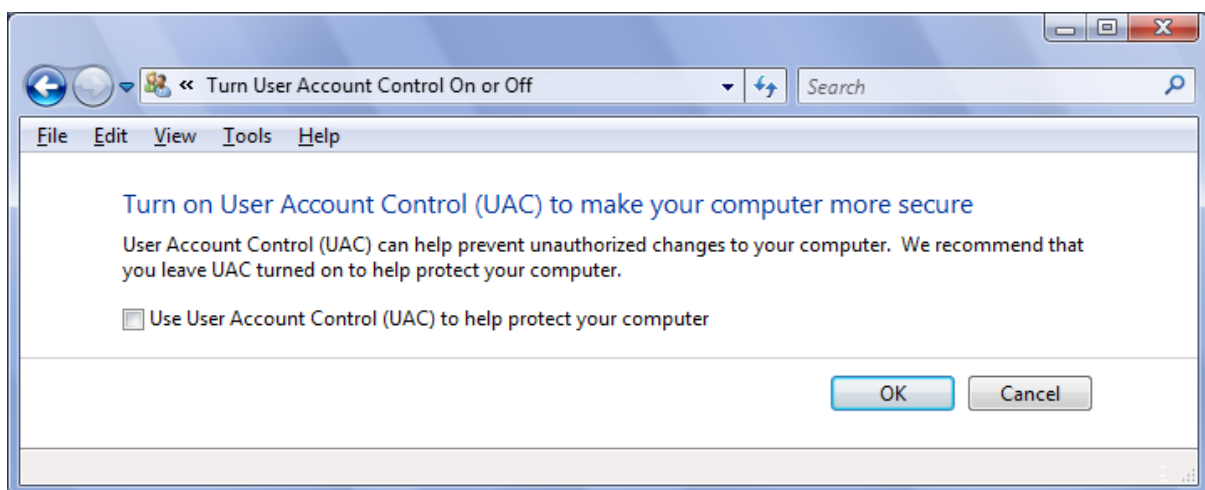 « Turn User Account Control On or Off
Search
File Edit View Tools Help
Turn on User Account Control (UAC) to make your computer more secure
User Account Control (UAC) can help prevent unauthorized changes to your computer. We recommend that
you leave UAC turned on to help protect your computer.
Use User Account Control (UAC) to help protect your computer
OK Cancel